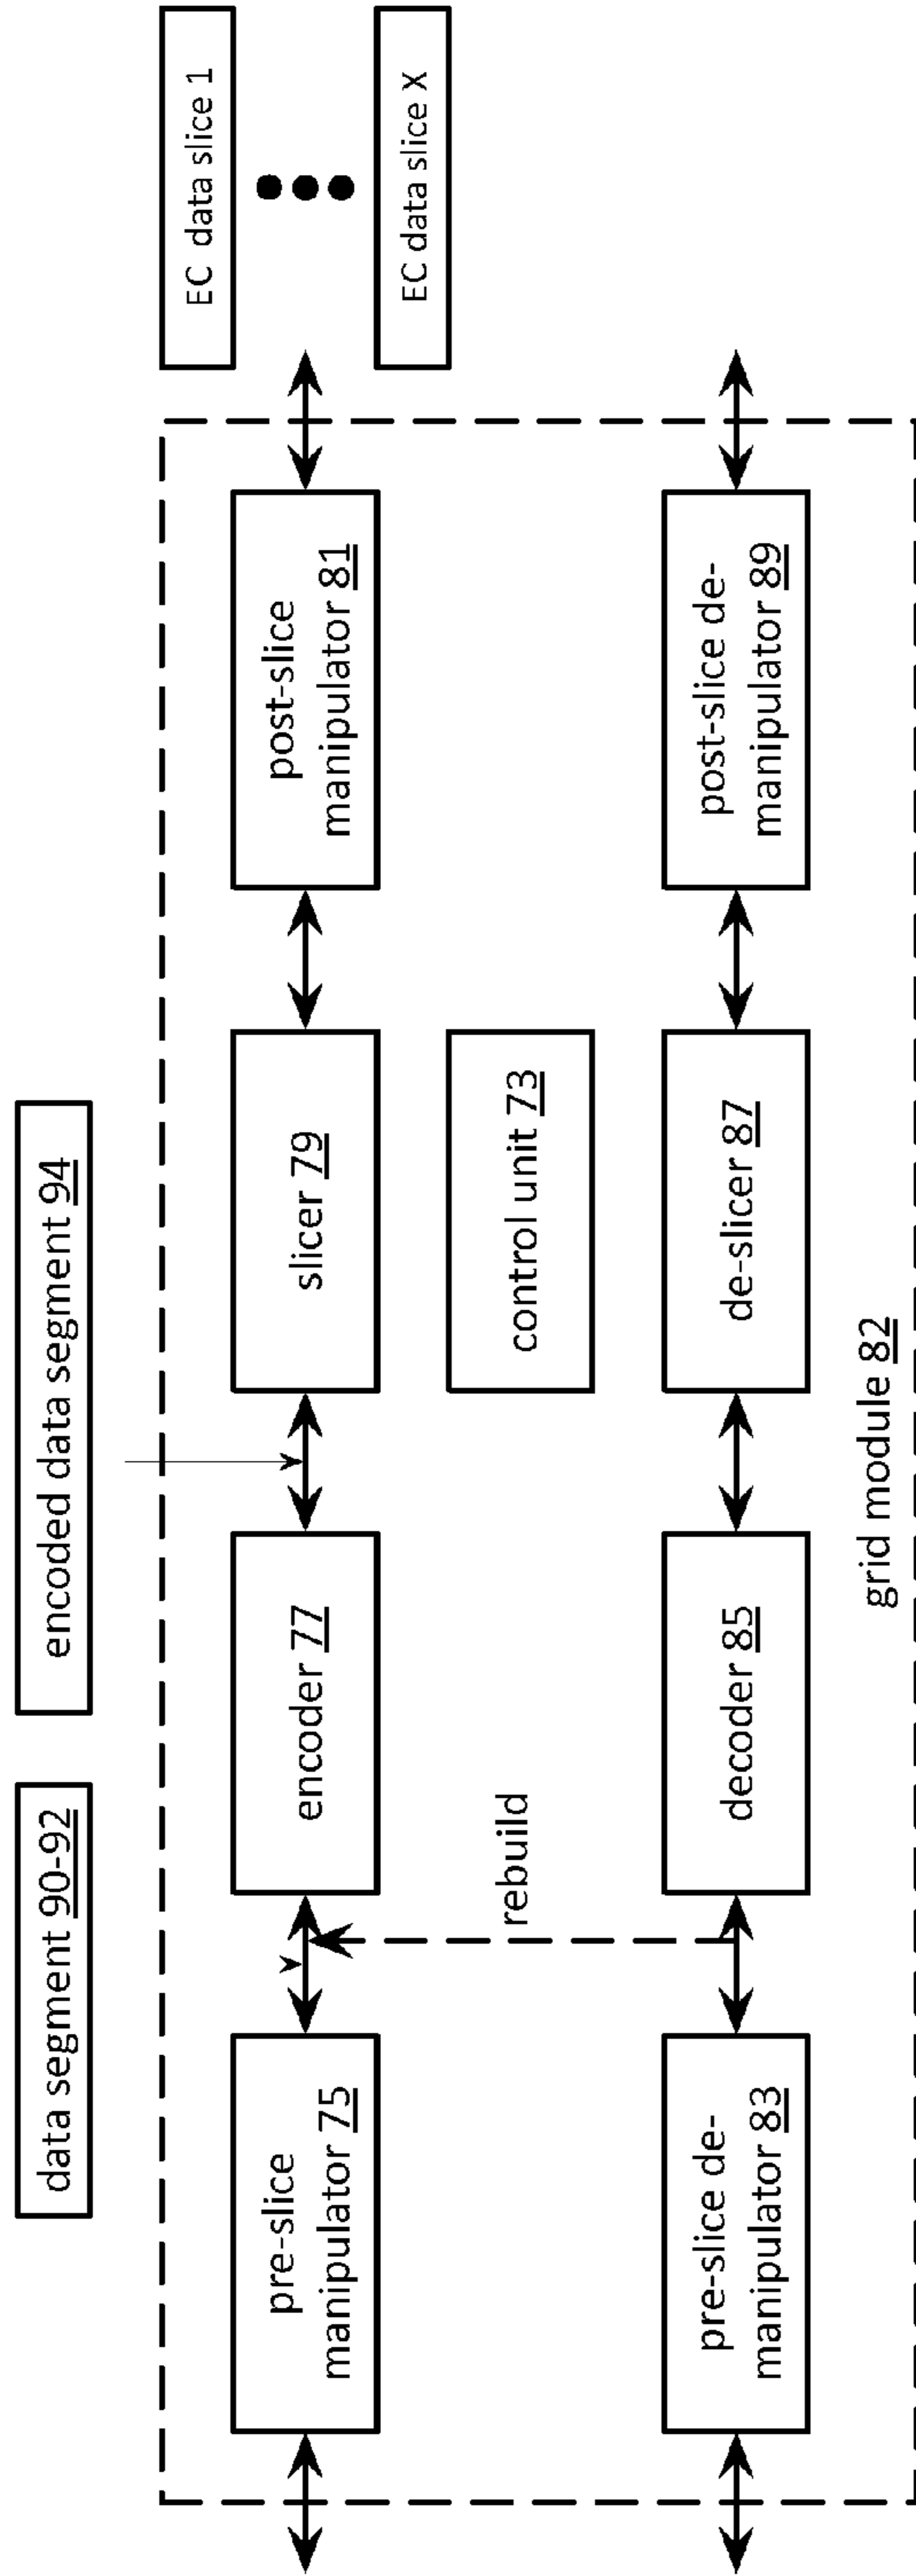 data segment 90-92
encoded data segment 94
EC data slice 1
EC data slice X
pre-slice
manipulator 75
encoder 77
slicer 79
post-slice
manipulator 81
rebuild
control unit 73
pre-slice de-
manipulator 83
decoder 85
de-slicer 87
post-slice de-
manipulator 89
grid module 82